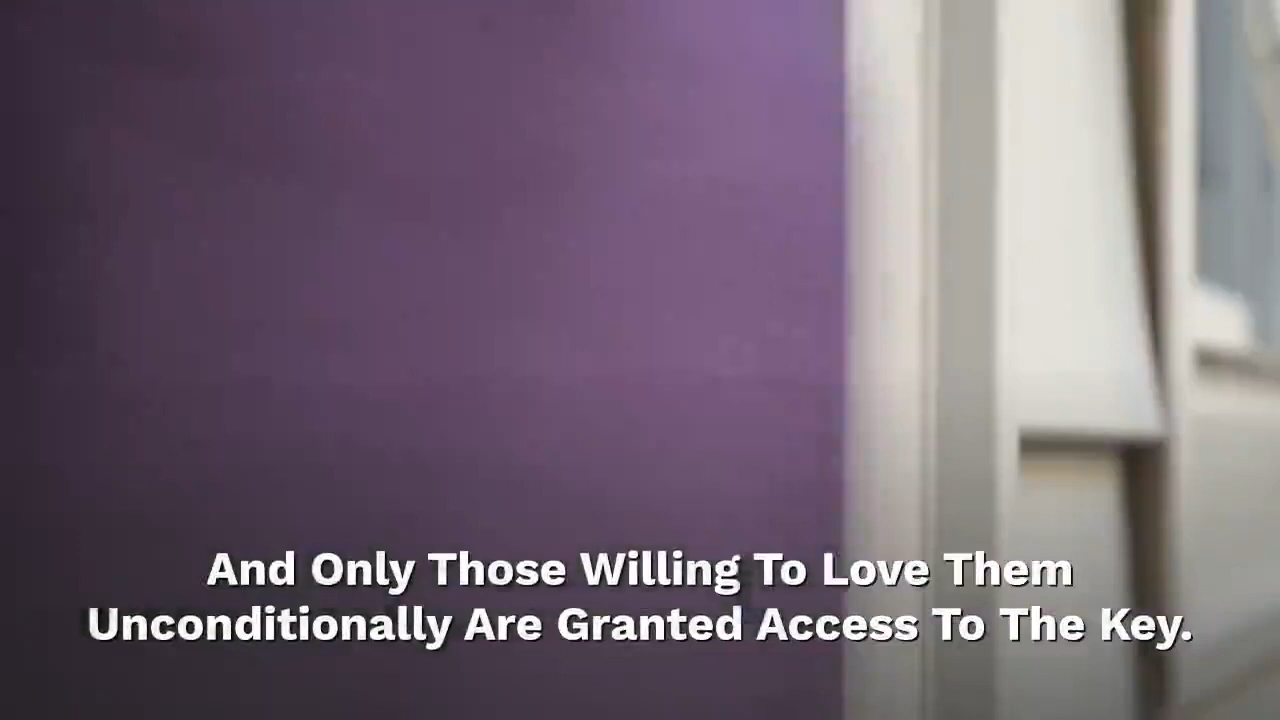 And Only Those Willing To Love Them
Unconditionally Are Granted Access To The Key.